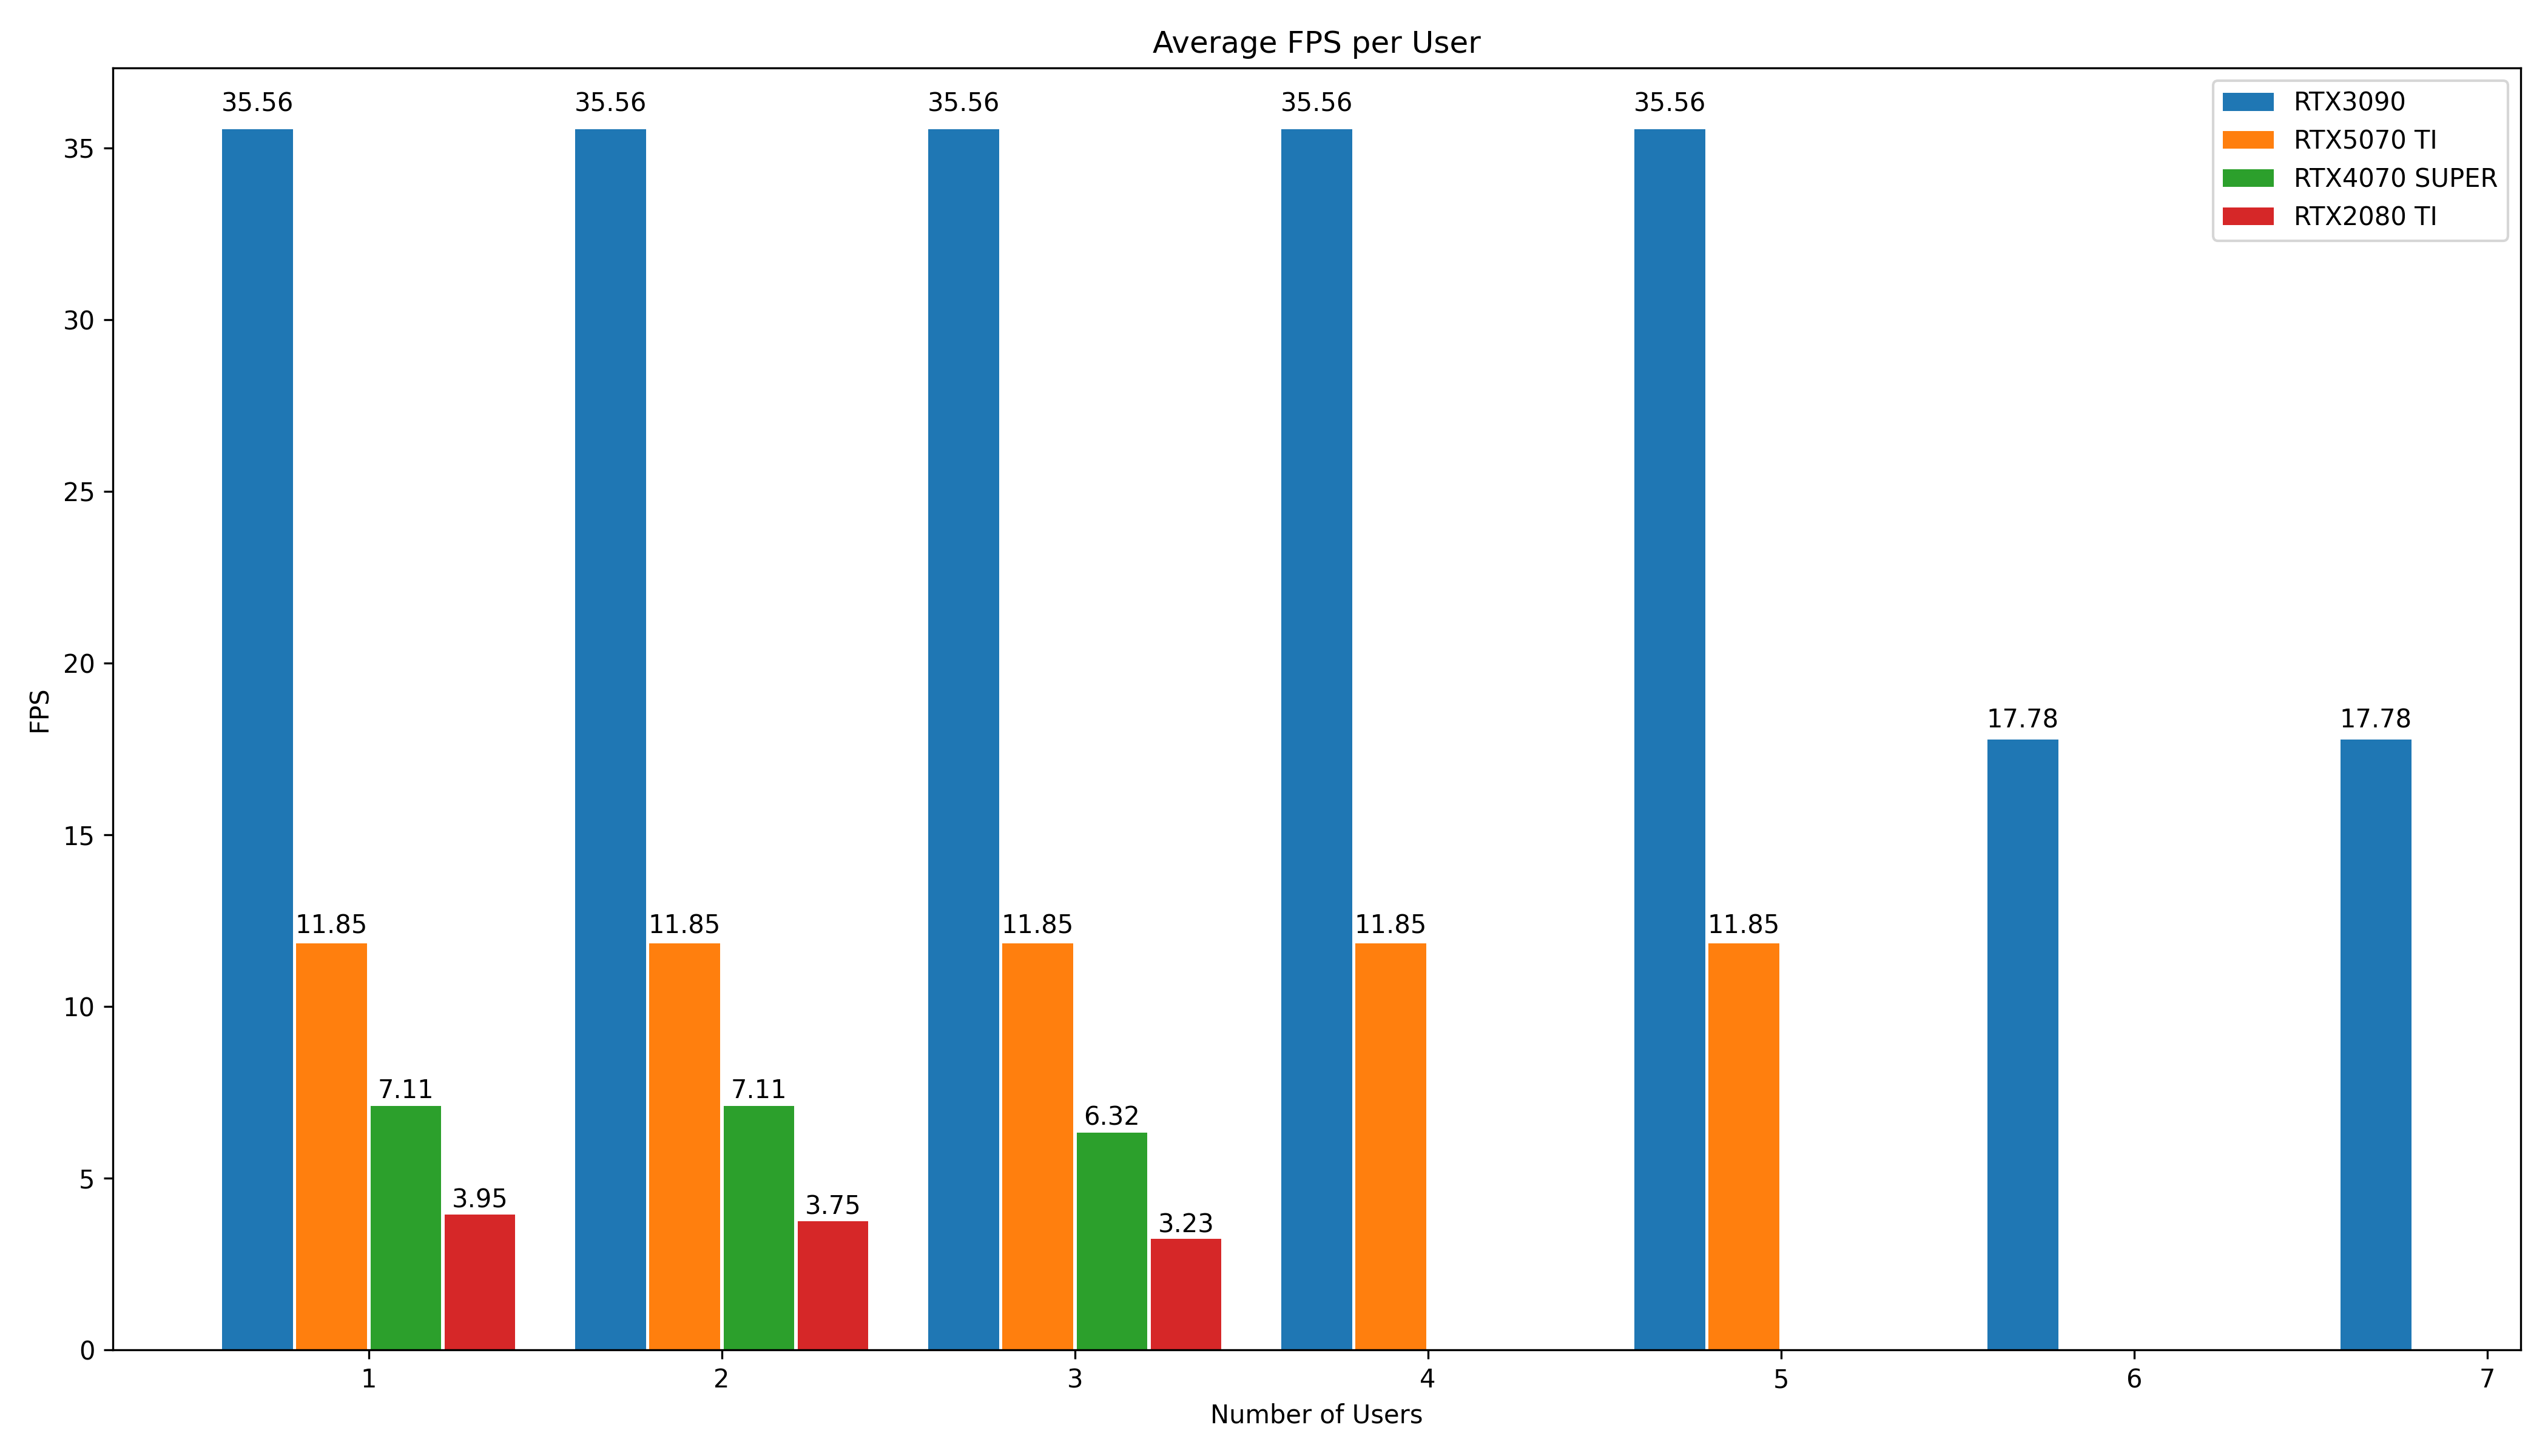 Average FPS per User
35.56 35.56 35.56 35.56 35.56
RTX3090
RTX5070 TI
RTX4070 SUPER
RTX2080 TI
35
30
25
20
17.78 17.78
FPS
15
11.85 11.85 11.85 11.85 11.85
10
7.11 7.11 6.32
5
3.95 3.75 3.23
0
1 2 3 4 5 6 7
Number of Users